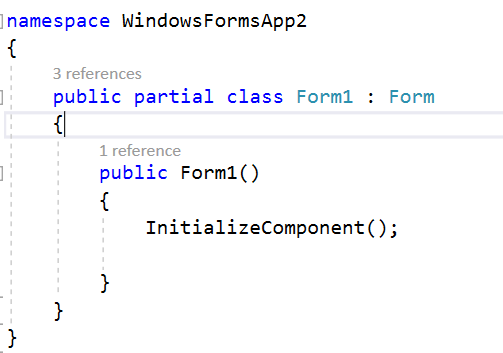 namespace WindowsFormsApp2
{
3 references
public partial class Form1 : Form
{
1 reference
public Form1()
{
InitializeComponent();
}
}
}